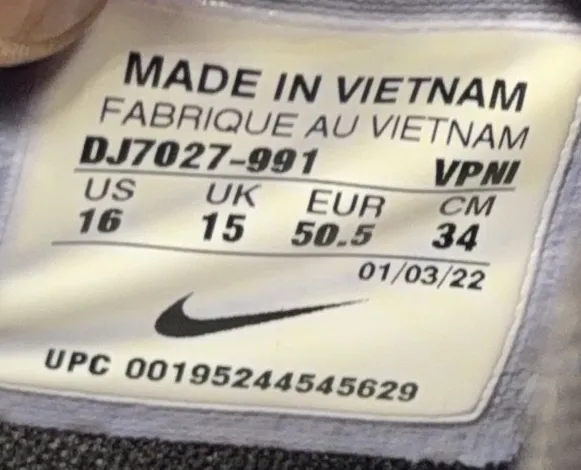 MADE IN VIETNAM
FABRIQUE AU VIETNAM
DJ7027-991 VPNI
US UK EUR CM
16 15 50.5 34
01/03/22
UPC 00195244545629